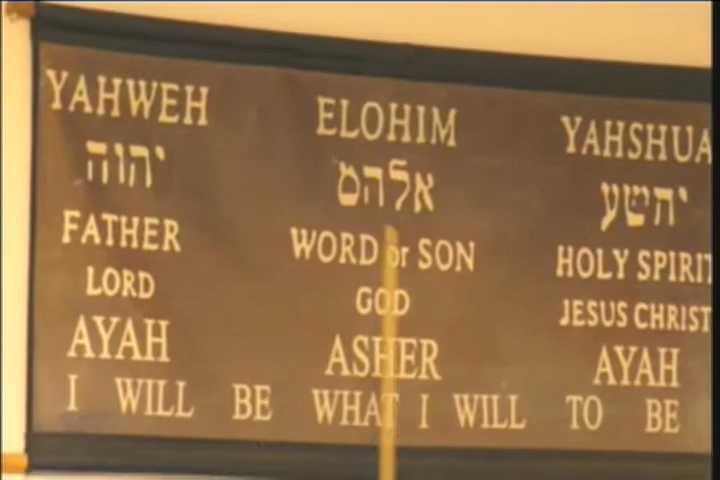 YAHWEH ELOHIM YAHSHUA
יהוה אלהם יהשע
FATHER WORD or SON HOLY SPIRIT
LORD GOD JESUS CHRIST
AYAH ASHER AYAH
I WILL BE WHAT I WILL TO BE